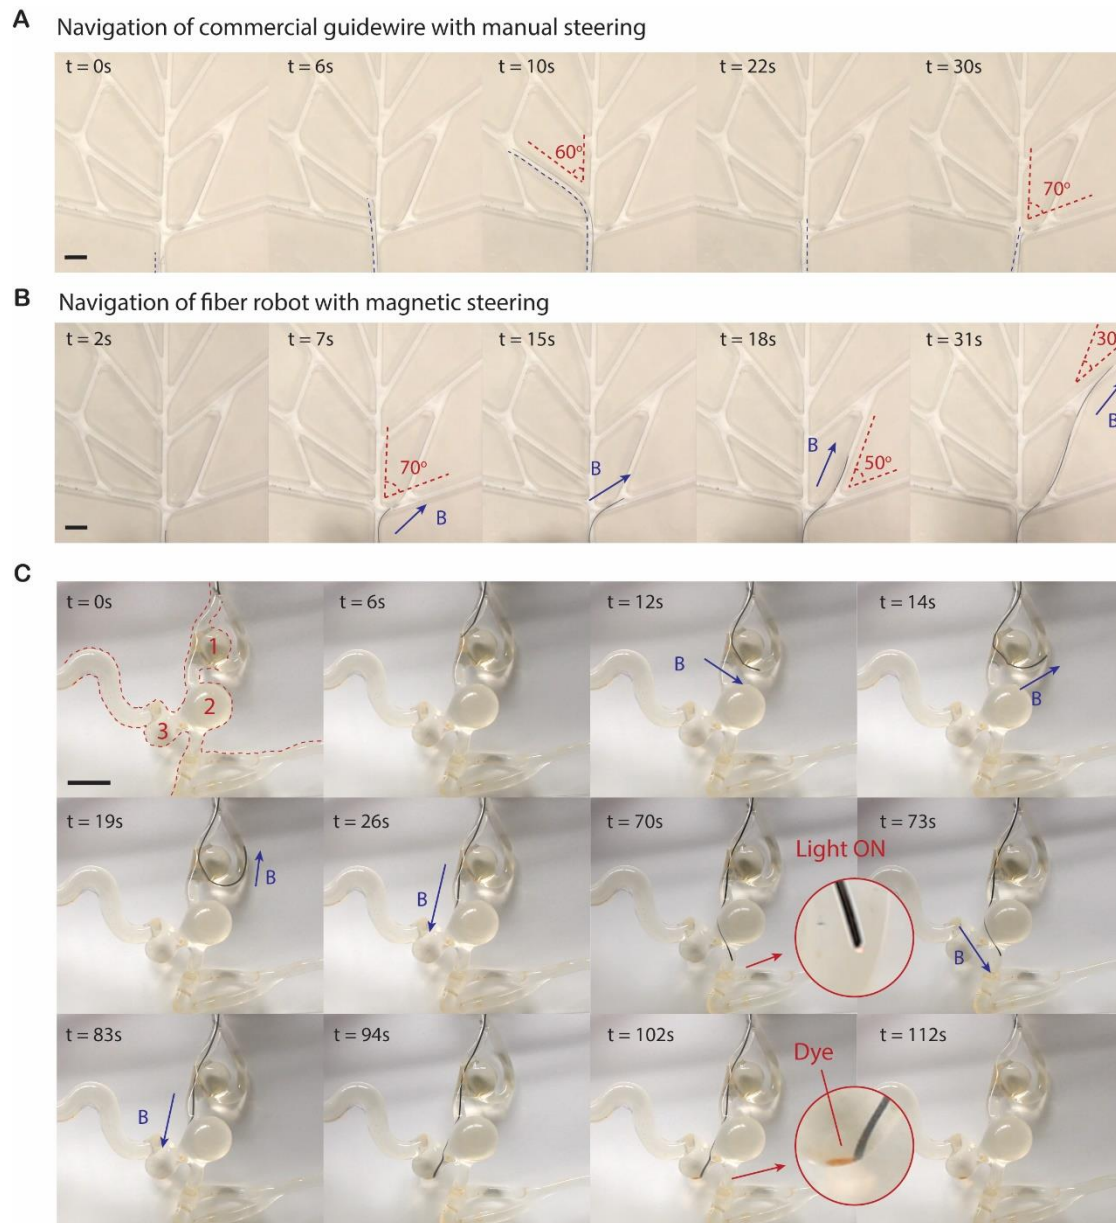 A
Navigation of commercial guidewire with manual steering
t = 0s
t = 6s
t = 10s
t = 22s
t = 30s
60°
70°
B
Navigation of fiber robot with magnetic steering
t = 2s
t = 7s
t = 15s
t = 18s
t = 31s
70°
B
B
B
50°
30
B
C
t = 0s
t = 6s
t = 12s
t = 14s
1
2
3
B
B
t = 19s
t = 26s
t = 70s
t = 73s
Light ON
B
B
B
t = 83s
t = 94s
t = 102s
t = 112s
Dye
B